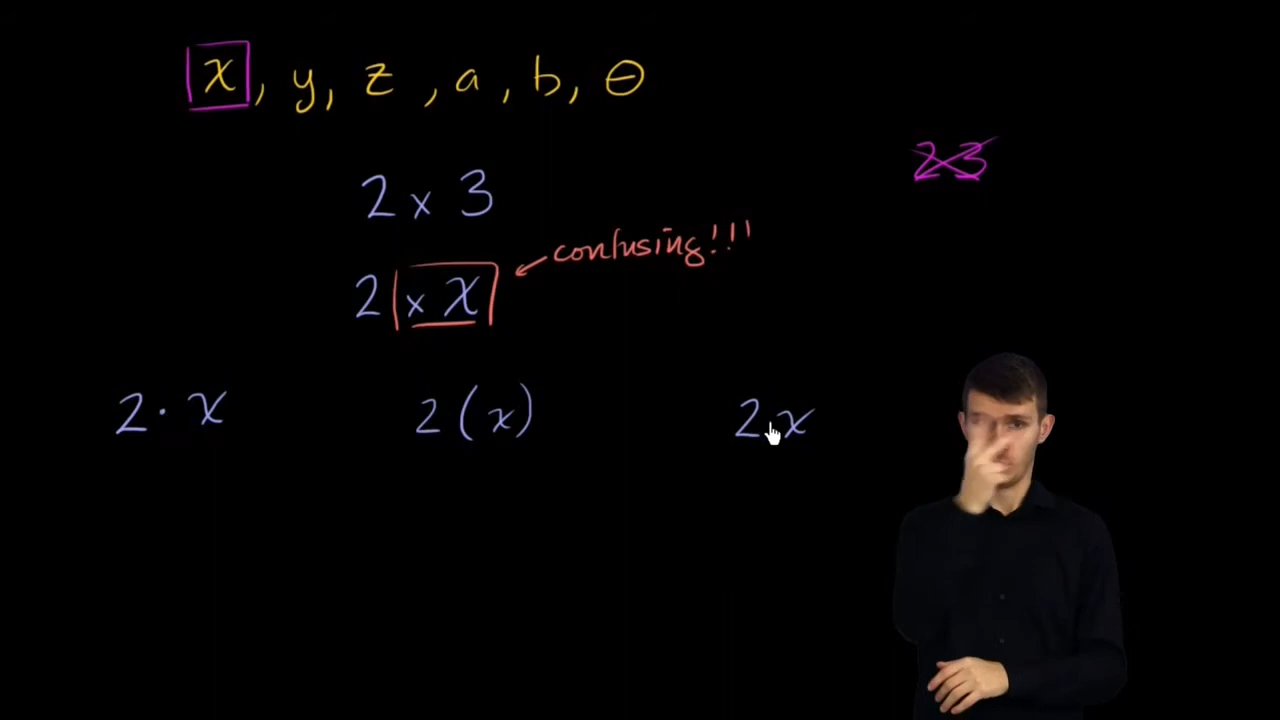 x, y, z, a, b, θ
23
2 × 3
confusing!!!
2 × x
2 · x
2(x)
2x